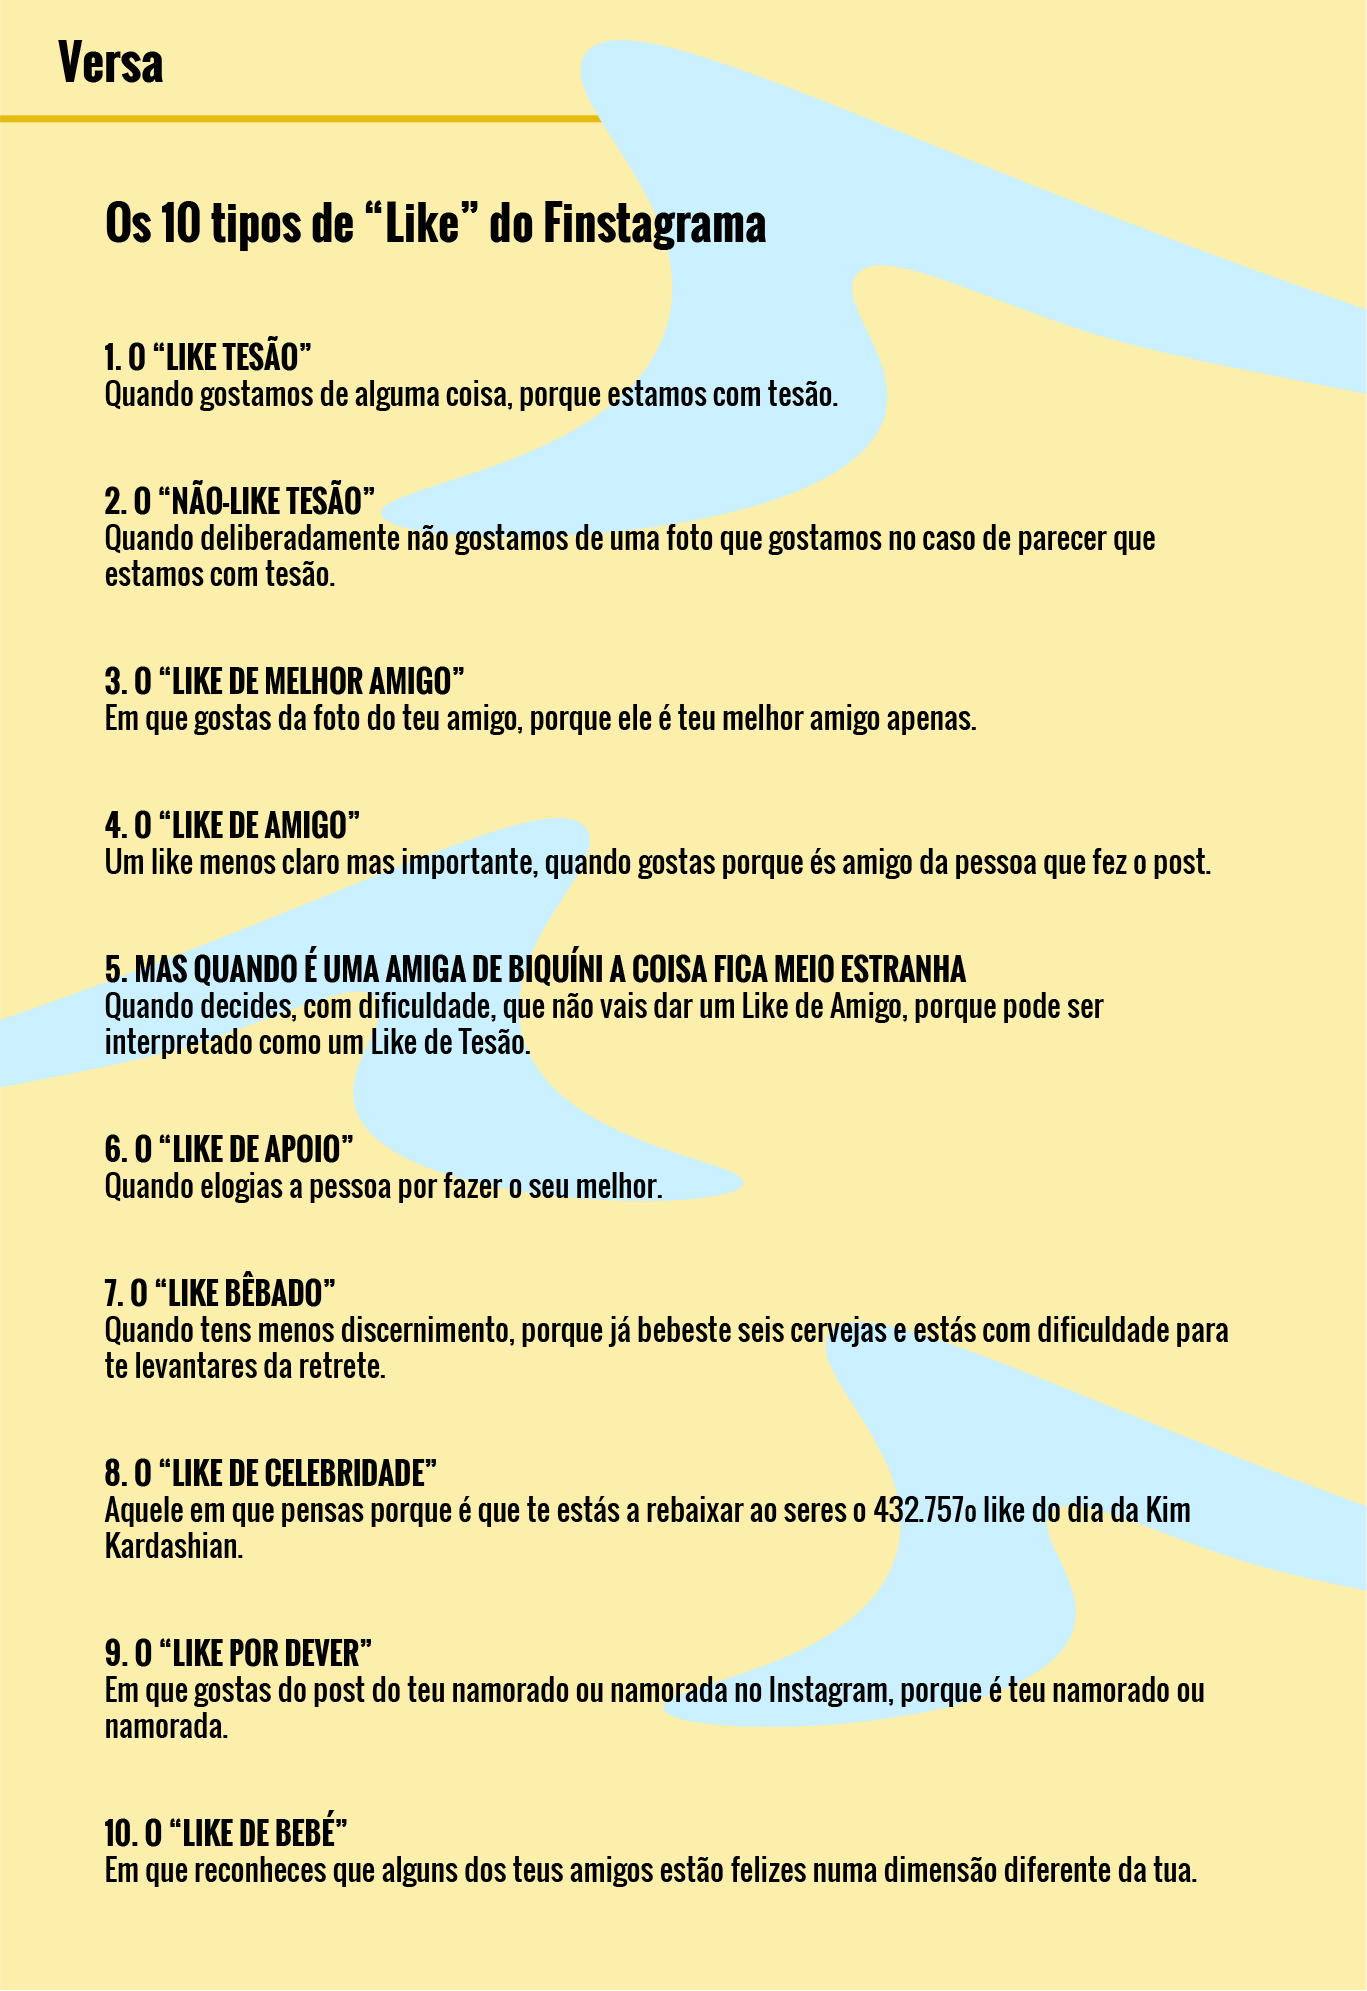 Versa
Os 10 tipos de “Like” do Finstagrama
1. O “LIKE TESÃO”
Quando gostamos de alguma coisa, porque estamos com tesão.
2. O “NÃO-LIKE TESÃO”
Quando deliberadamente não gostamos de uma foto que gostamos no caso de parecer que
estamos com tesão.
3. O “LIKE DE MELHOR AMIGO”
Em que gostas da foto do teu amigo, porque ele é teu melhor amigo apenas.
4. O “LIKE DE AMIGO”
Um like menos claro mas importante, quando gostas porque és amigo da pessoa que fez o post.
5. MAS QUANDO É UMA AMIGA DE BIQUÍNI A COISA FICA MEIO ESTRANHA
Quando decides, com dificuldade, que não vais dar um Like de Amigo, porque pode ser
interpretado como um Like de Tesão.
6. O “LIKE DE APOIO”
Quando elogias a pessoa por fazer o seu melhor.
7. O “LIKE BÊBADO”
Quando tens menos discernimento, porque já bebeste seis cervejas e estás com dificuldade para
te levantares da retrete.
8. O “LIKE DE CELEBRIDADE”
Aquele em que pensas porque é que te estás a rebaixar ao seres o 432.757o like do dia da Kim
Kardashian.
9. O “LIKE POR DEVER”
Em que gostas do post do teu namorado ou namorada no Instagram, porque é teu namorado ou
namorada.
10. O “LIKE DE BEBÉ”
Em que reconheces que alguns dos teus amigos estão felizes numa dimensão diferente da tua.